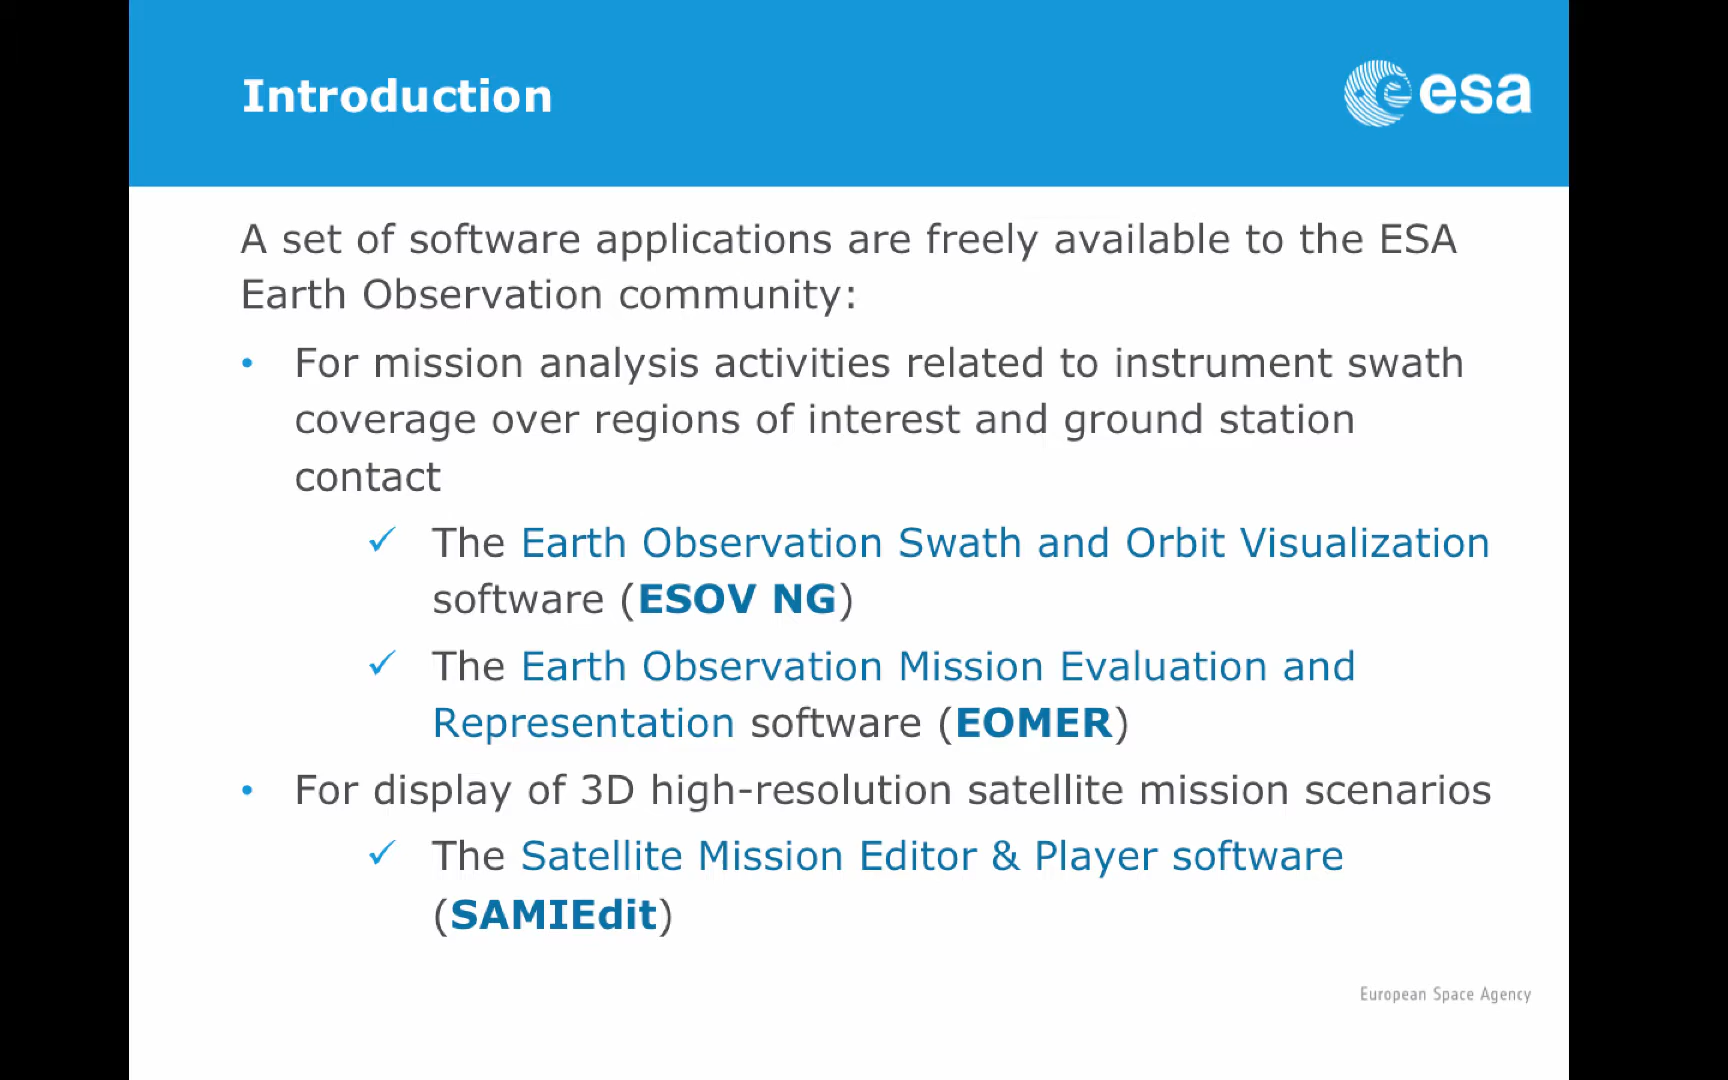 Introduction
esa
A set of software applications are freely available to the ESA
Earth Observation community:
• For mission analysis activities related to instrument swath
coverage over regions of interest and ground station
contact
✓ The Earth Observation Swath and Orbit Visualization
software (ESOV NG)
✓ The Earth Observation Mission Evaluation and
Representation software (EOMER)
• For display of 3D high-resolution satellite mission scenarios
✓ The Satellite Mission Editor & Player software
(SAMIEdit)
European Space Agency